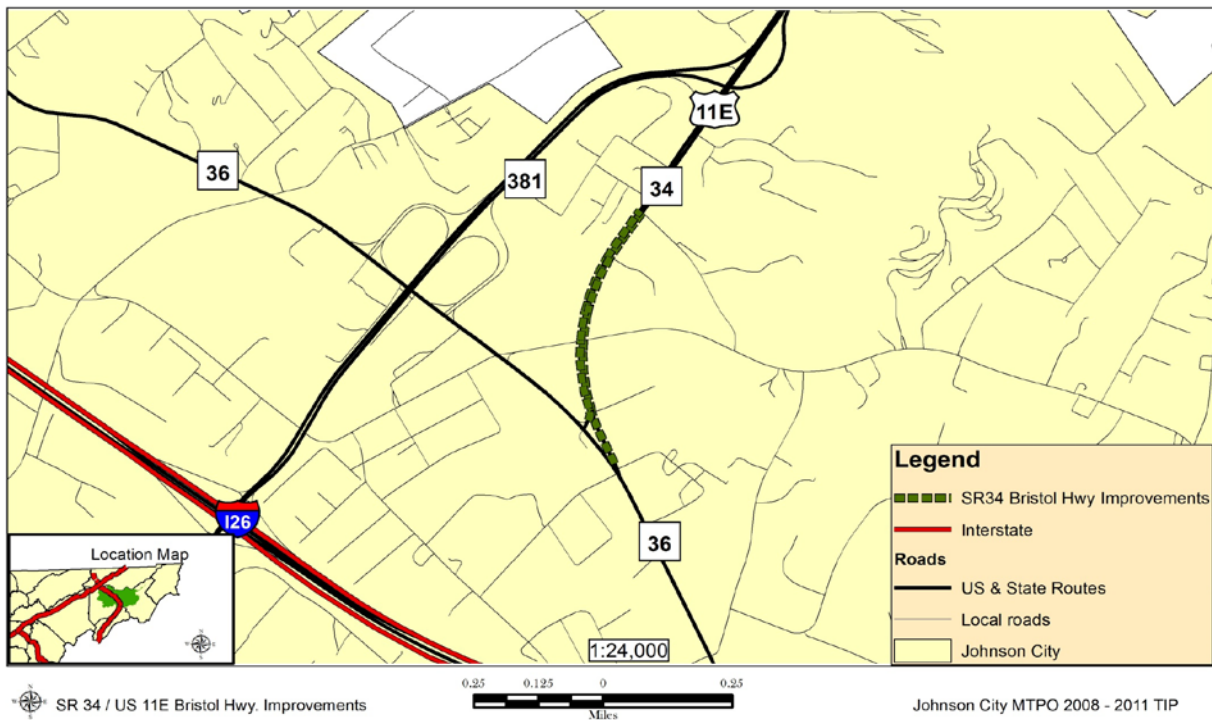 11E
36
381
34
I26
36
Location Map
1:24,000
Legend
SR34 Bristol Hwy Improvements
Interstate
Roads
US & State Routes
Local roads
Johnson City
SR 34 / US 11E Bristol Hwy. Improvements
0.25 0.125 0 0.25
Miles
Johnson City MTPO 2008 - 2011 TIP